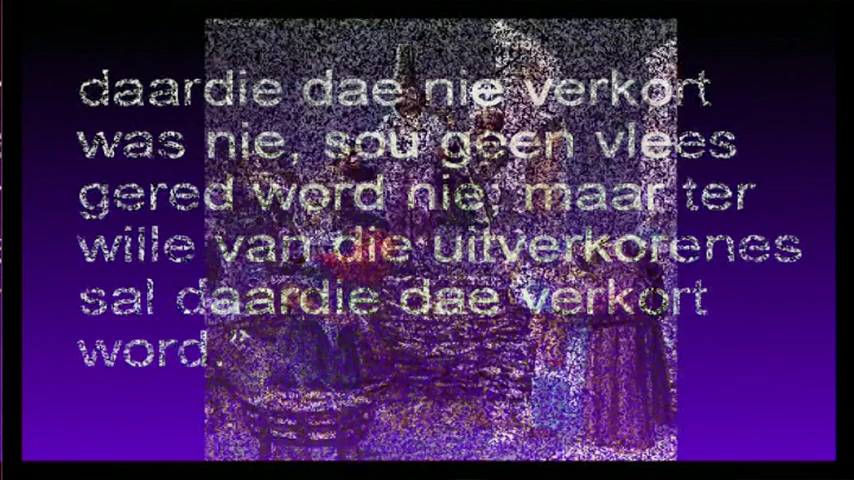 daardie dae nie verkort
was nie, sou geen vlees
gered word nie; maar ter
wille van die uitverkorenes
sal daardie dae verkort
word.”